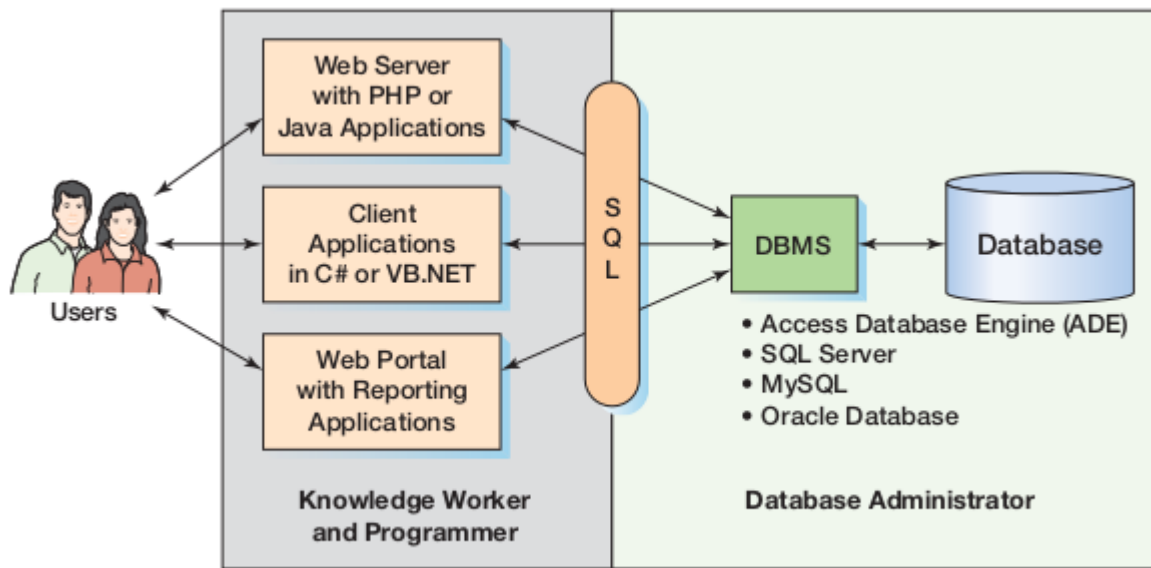 Users
Web Server
with PHP or
Java Applications
Client
Applications
in C# or VB.NET
Web Portal
with Reporting
Applications
Knowledge Worker
and Programmer
S
Q
L
DBMS
Database
• Access Database Engine (ADE)
• SQL Server
• MySQL
• Oracle Database
Database Administrator